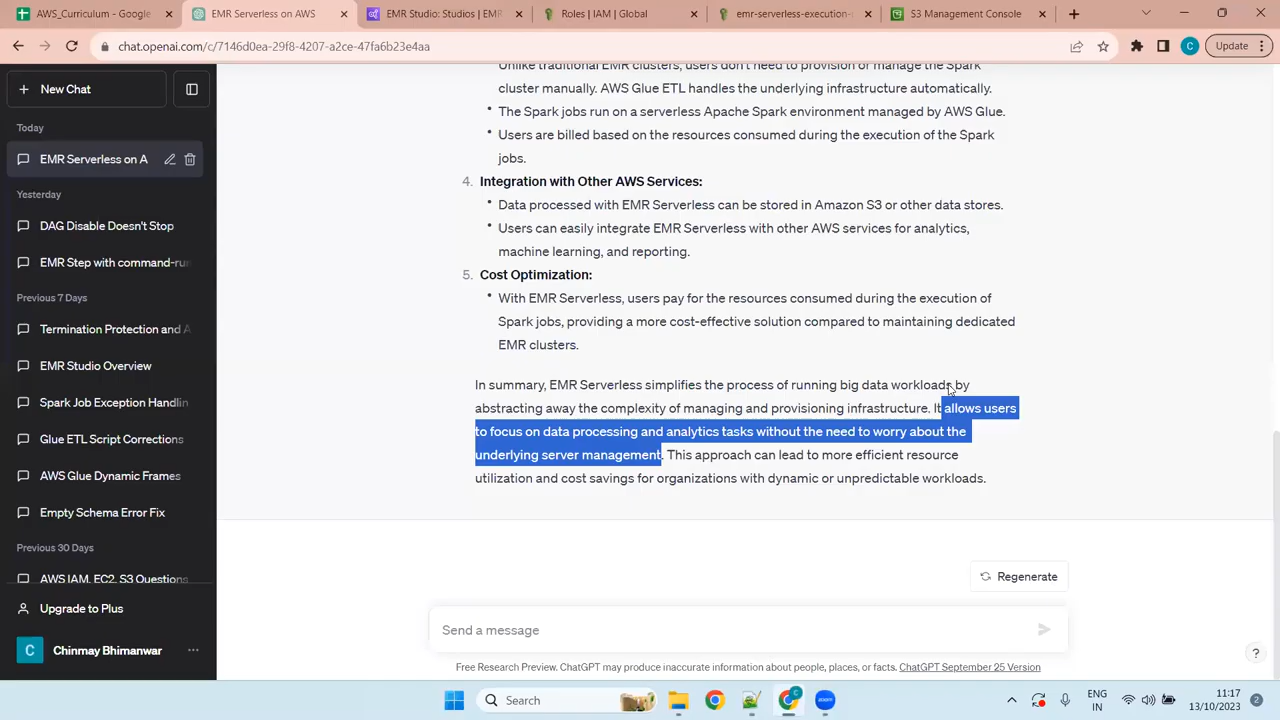 AWS Curriculum - Google
EMR Serverless on AWS
EMR Studio: Studios | EMR
Roles | IAM | Global
emr-serverless-execution-
S3 Management Console
chat.openai.com/c/7146d0ea-29f8-4207-a2ce-47fa6b23e4aa
C
Update
New Chat
Today
EMR Serverless on A
Yesterday
DAG Disable Doesn't Stop
EMR Step with command-run
Previous 7 Days
Termination Protection and A
EMR Studio Overview
Spark Job Exception Handlin
Glue ETL Script Corrections
AWS Glue Dynamic Frames
Empty Schema Error Fix
Previous 30 Days
AWS IAM, EC2, S3 Questions
Upgrade to Plus
C
Chinmay Bhimanwar
Unlike traditional EMR clusters, users don't need to provision or manage the Spark
cluster manually. AWS Glue ETL handles the underlying infrastructure automatically.
• The Spark jobs run on a serverless Apache Spark environment managed by AWS Glue.
• Users are billed based on the resources consumed during the execution of the Spark
jobs.
4. Integration with Other AWS Services:
• Data processed with EMR Serverless can be stored in Amazon S3 or other data stores.
• Users can easily integrate EMR Serverless with other AWS services for analytics,
machine learning, and reporting.
5. Cost Optimization:
• With EMR Serverless, users pay for the resources consumed during the execution of
Spark jobs, providing a more cost-effective solution compared to maintaining dedicated
EMR clusters.
In summary, EMR Serverless simplifies the process of running big data workloads by
abstracting away the complexity of managing and provisioning infrastructure. It allows users
to focus on data processing and analytics tasks without the need to worry about the
underlying server management. This approach can lead to more efficient resource
utilization and cost savings for organizations with dynamic or unpredictable workloads.
Regenerate
Send a message
Free Research Preview. ChatGPT may produce inaccurate information about people, places, or facts. ChatGPT September 25 Version
?
Search
zoom
ENG
IN
11:17
13/10/2023
2